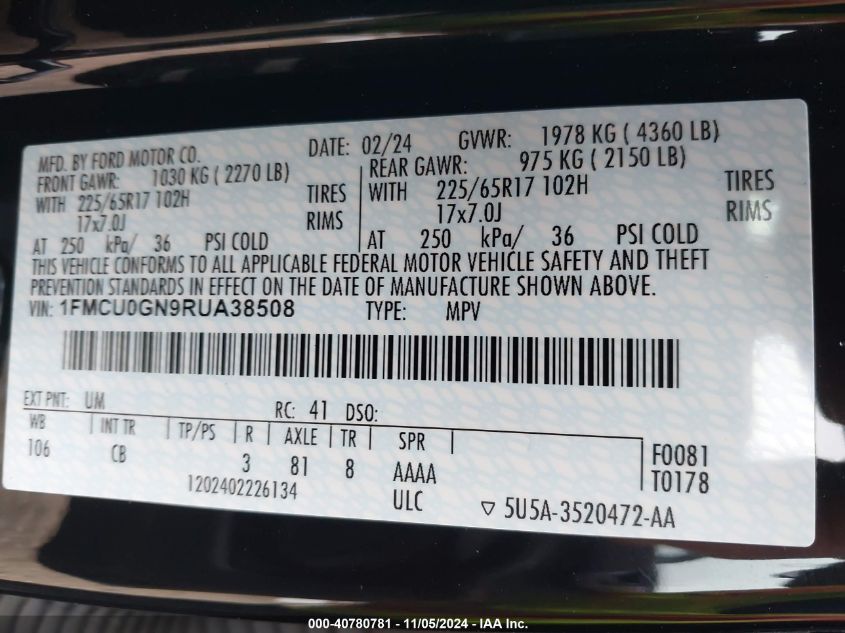 MFD. BY FORD MOTOR CO. DATE: 02/24 GVWR: 1978 KG ( 4360 LB)
FRONT GAWR: 1030 KG ( 2270 LB) REAR GAWR: 975 KG ( 2150 LB)
WITH 225/65R17 102H TIRES WITH 225/65R17 102H TIRES
17x7.0J RIMS 17x7.0J RIMS
AT 250 kPa/ 36 PSI COLD AT 250 kPa/ 36 PSI COLD
THIS VEHICLE CONFORMS TO ALL APPLICABLE FEDERAL MOTOR VEHICLE SAFETY AND THEFT
PREVENTION STANDARDS IN EFFECT ON THE DATE OF MANUFACTURE SHOWN ABOVE.
VIN: 1FMCU0GN9RUA38508 TYPE: MPV
EXT PNT: UM RC: 41 DSO:
WB INT TR TP/PS R AXLE TR SPR
106 CB 3 81 8 AAAA F0081
1202402226134 ULC T0178
▽ 5U5A-3520472-AA
000-40780781 - 11/05/2024 - IAA Inc.